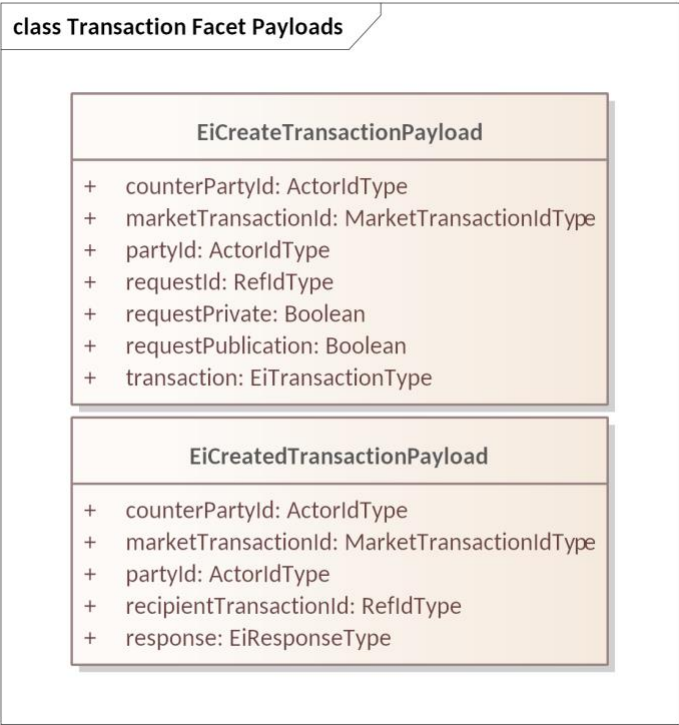 class Transaction Facet Payloads
EiCreateTransactionPayload
+ counterPartyId: ActorIdType
+ marketTransactionId: MarketTransactionIdType
+ partyId: ActorIdType
+ requestId: RefIdType
+ requestPrivate: Boolean
+ requestPublication: Boolean
+ transaction: EiTransactionType
EiCreatedTransactionPayload
+ counterPartyId: ActorIdType
+ marketTransactionId: MarketTransactionIdType
+ partyId: ActorIdType
+ recipientTransactionId: RefIdType
+ response: EiResponseType